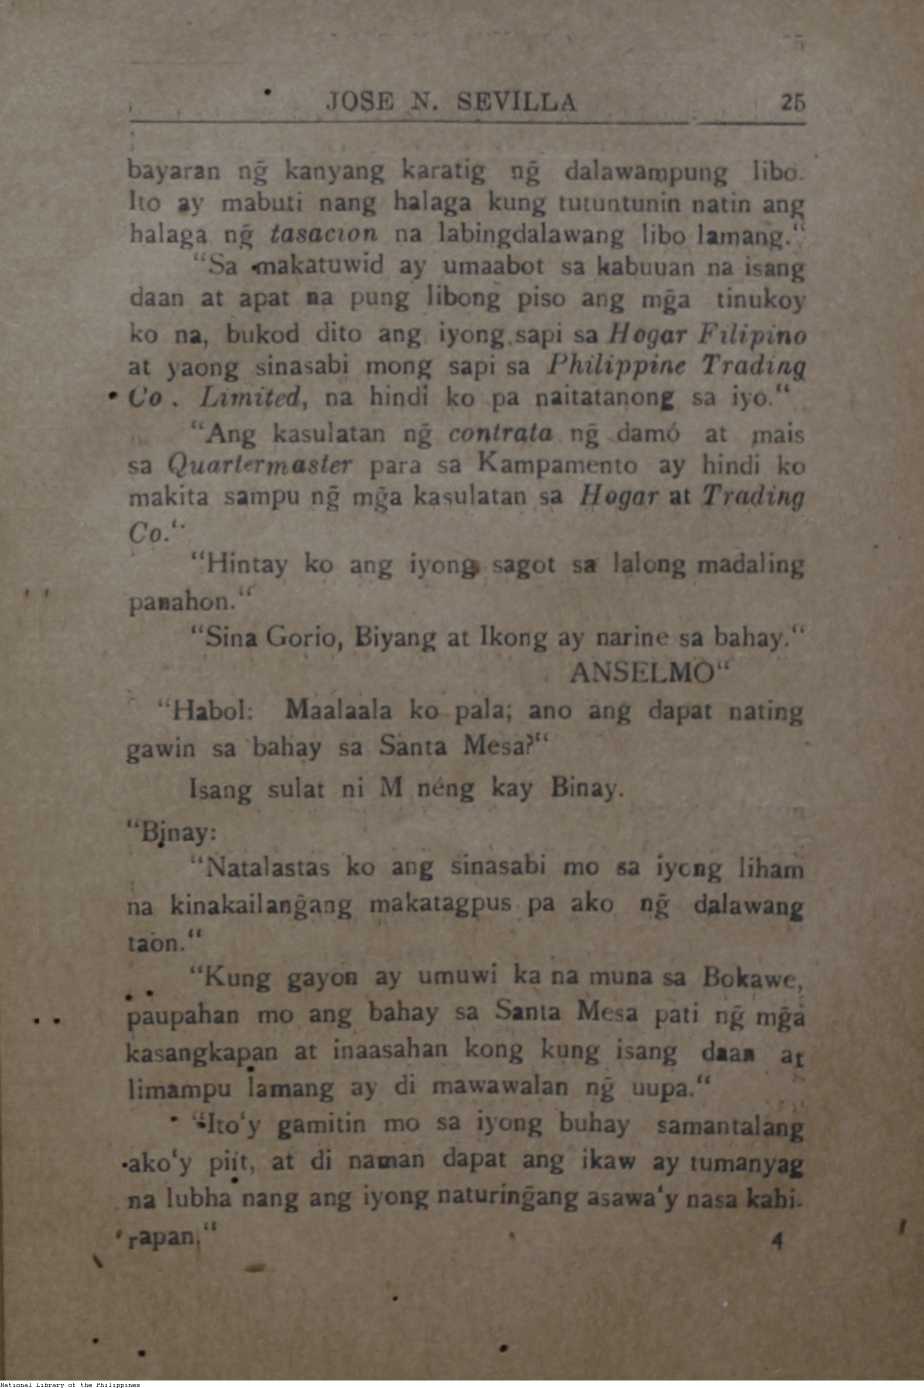 JOSE N. SEVILLA 25
bayaran ng̃ kanyang karatig ng̃ dalawampung libo.
Ito ay mabuti nang halaga kung tutuntunin natin ang
halaga ng̃ tasacion na labingdalawang libo lamang.“
“Sa makatuwid ay umaabot sa kabuuan na isang
daan at apat na pung libong piso ang mg̃a tinukoy
ko na, bukod dito ang iyong sapi sa Hogar Filipino
at yaong sinasabi mong sapi sa Philippine Trading
Co. Limited, na hindi ko pa naitatanong sa iyo.“
“Ang kasulatan ng̃ contrata ng̃ damó at mais
sa Quartermaster para sa Kampamento ay hindi ko
makita sampu ng̃ mg̃a kasulatan sa Hogar at Trading
Co.“
“Hintay ko ang iyong sagot sa lalong madaling
panahon.“
“Sina Gorio, Biyang at Ikong ay narine sa bahay.“
ANSELMO“
“Habol: Maalaala ko pala; ano ang dapat nating
gawin sa bahay sa Santa Mesa?“
Isang sulat ni M néng kay Binay.
“Binay:
“Natalastas ko ang sinasabi mo sa iyong liham
na kinakailang̃ang makatagpus pa ako ng̃ dalawang
taon.“
“Kung gayon ay umuwi ka na muna sa Bokawe,
paupahan mo ang bahay sa Santa Mesa pati ng̃ mg̃a
kasangkapan at inaasahan kong kung isang daan at
limampu lamang ay di mawawalan ng̃ uupa.“
“Ito‘y gamitin mo sa iyong buhay samantalang
ako‘y piit, at di naman dapat ang ikaw ay tumanyag
na lubha nang ang iyong naturing̃ang asawa‘y nasa kahi-
rapan.“
4
National Library of the Philippines